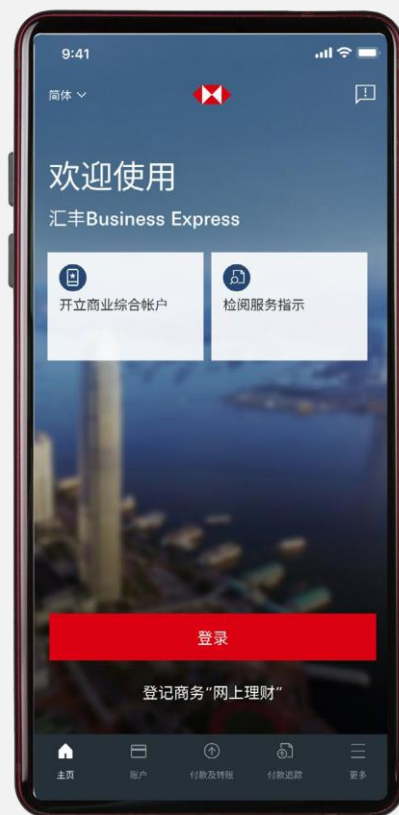 9:41
简体
欢迎使用
汇丰Business Express
开立商业综合帐户
检阅服务指示
登录
登记商务“网上理财”
主页
账户
付款及转账
付款追踪
更多